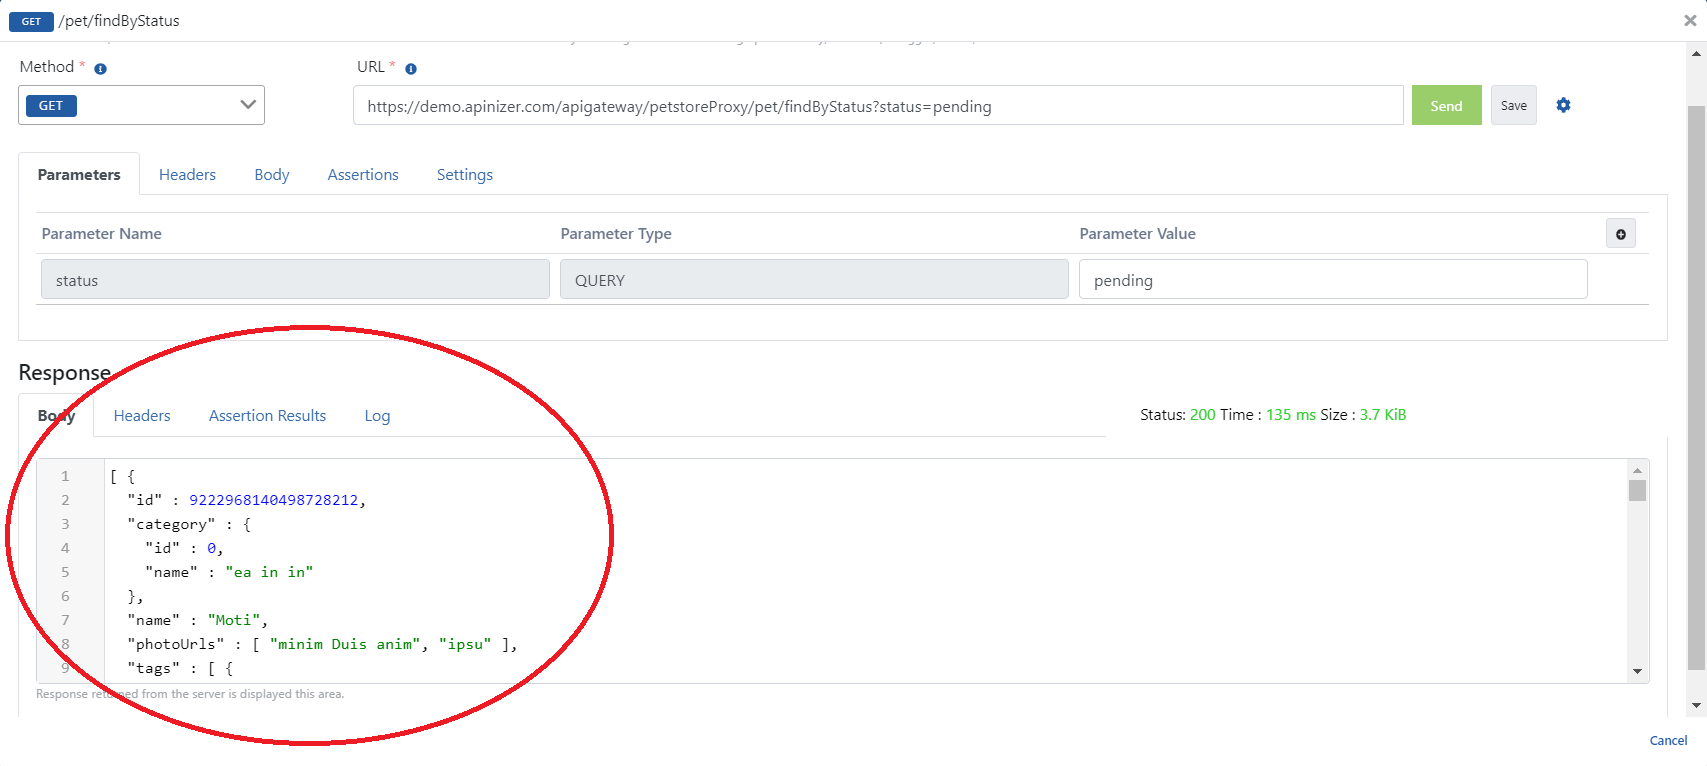 GET /pet/findByStatus
Method * URL *
GET https://demo.apinizer.com/apigateway/petstoreProxy/pet/findByStatus?status=pending Send Save
Parameters Headers Body Assertions Settings
Parameter Name Parameter Type Parameter Value
status QUERY pending
Response
Body Headers Assertion Results Log Status: 200 Time : 135 ms Size : 3.7 KiB
1 [ {
2 "id" : 9222968140498728212,
3 "category" : {
4 "id" : 0,
5 "name" : "ea in in"
6 },
7 "name" : "Moti",
8 "photoUrls" : [ "minim Duis anim", "ipsu" ],
9 "tags" : [ {
Response returned from the server is displayed this area.
Cancel